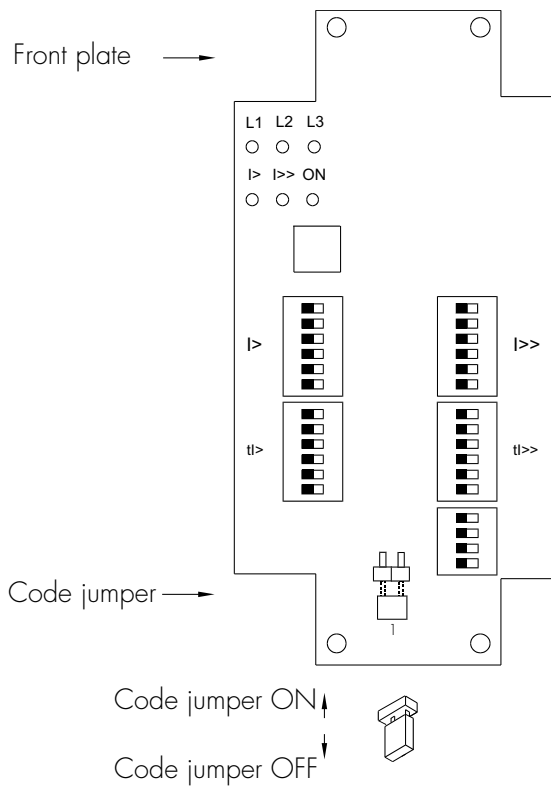 Front plate
L1 L2 L3
I> I>> ON
I> I>>
tI> tI>>
Code jumper
1
Code jumper ON
Code jumper OFF